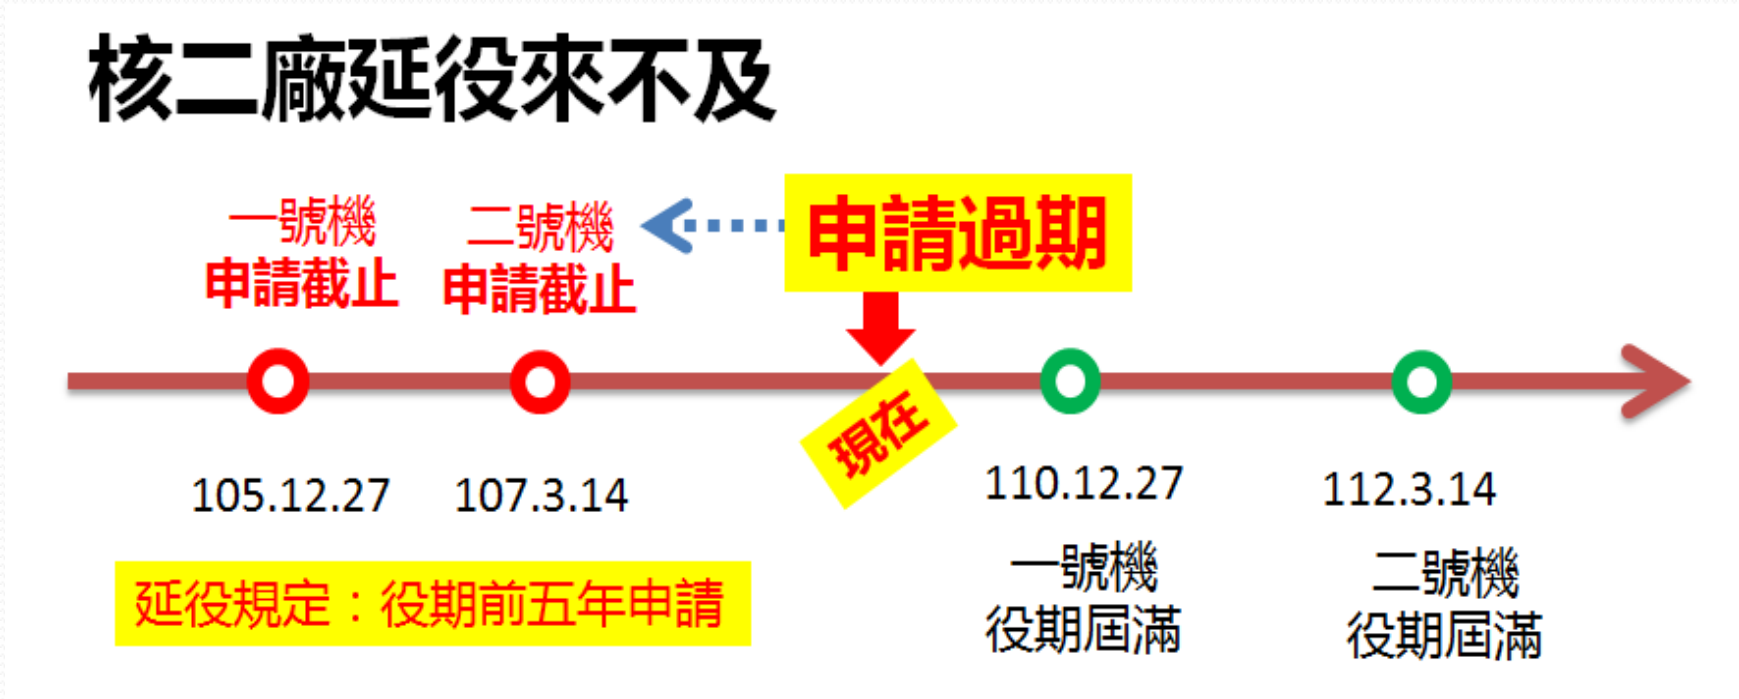 核二廠延役來不及
一號機
申請截止
二號機
申請截止
申請過期
現在
105.12.27
107.3.14
110.12.27
一號機
役期屆滿
112.3.14
二號機
役期屆滿
延役規定：役期前五年申請